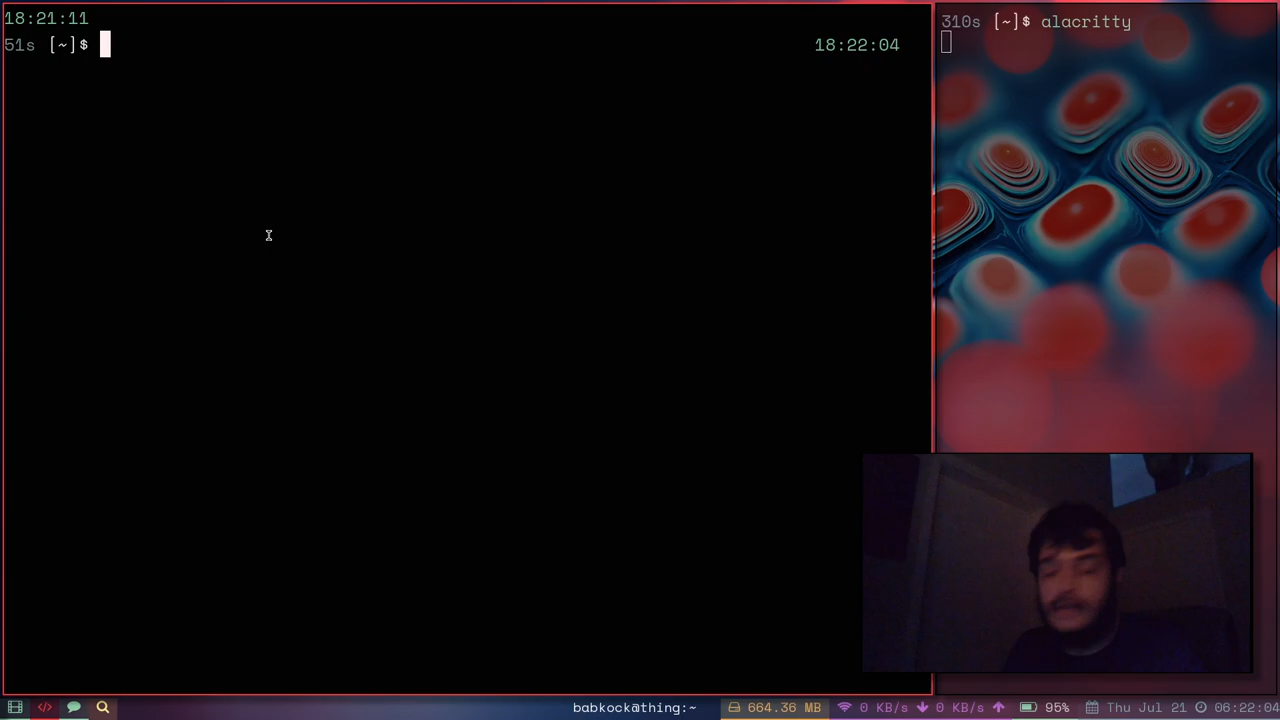 18:21:11
51s [~]$ 18:22:04
310s [~]$ alacritty
babkock@thing:~ 664.36 MB 0 KB/s 0 KB/s 95% Thu Jul 21 06:22:04